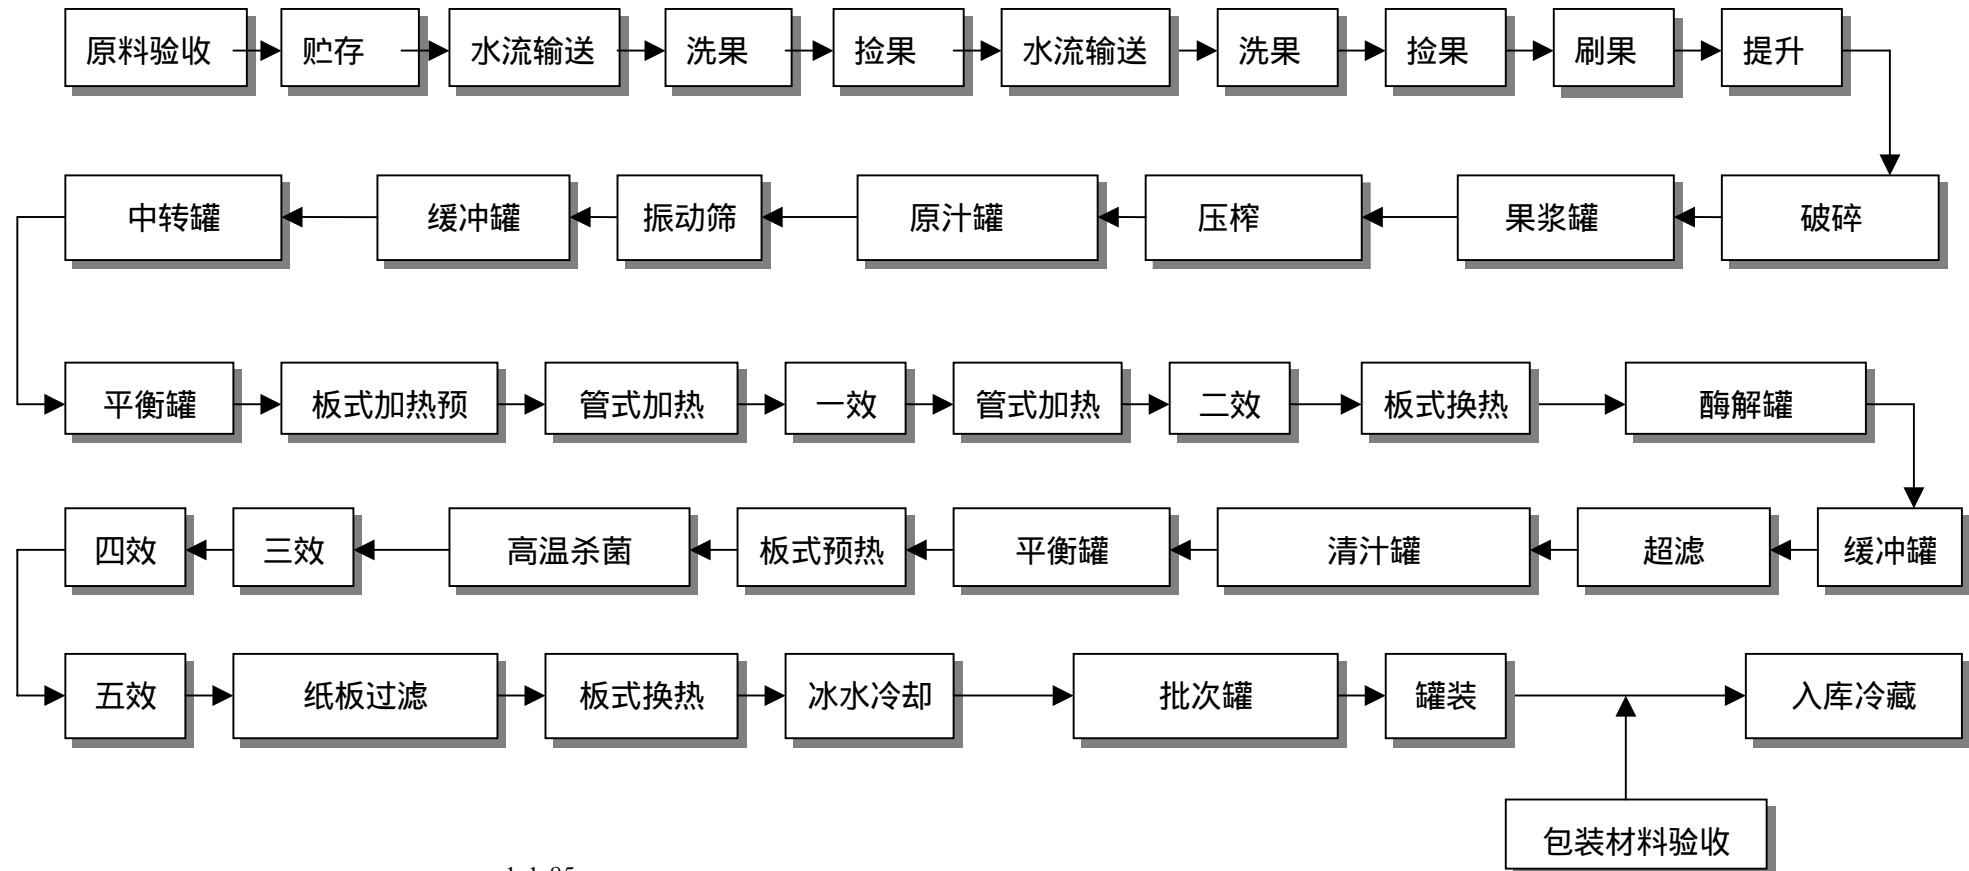 原料验收 贮存 水流输送 洗果 捡果 水流输送 洗果 捡果 刷果 提升
中转罐 缓冲罐 振动筛 原汁罐 压榨 果浆罐 破碎
平衡罐 板式加热预 管式加热 一效 管式加热 二效 板式换热 酶解罐
四效 三效 高温杀菌 板式预热 平衡罐 清汁罐 超滤 缓冲罐
五效 纸板过滤 板式换热 冰水冷却 批次罐 罐装 入库冷藏
包装材料验收
1-1-85